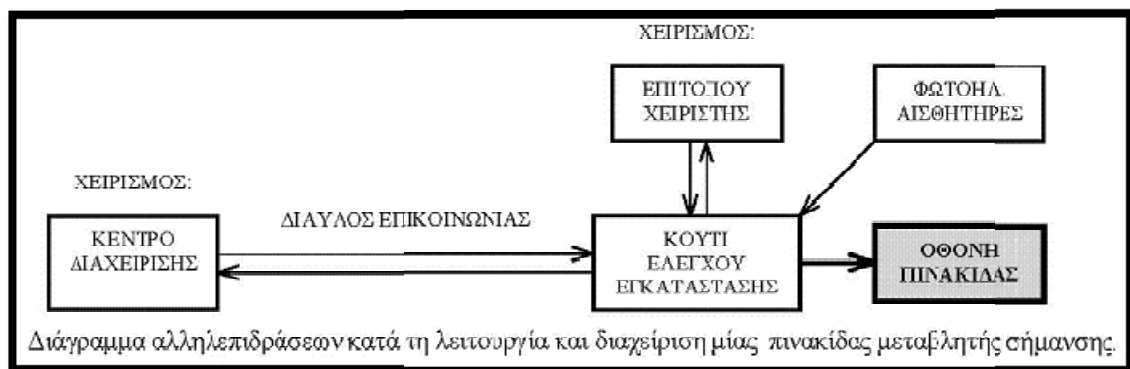 ΧΕΙΡΙΣΜΟΣ:
ΕΠΙΤΟΠΟΥ
ΧΕΙΡΙΣΤΗΣ
ΦΩΤΟΗΛ.
ΑΙΣΘΗΤΗΡΕΣ
ΧΕΙΡΙΣΜΟΣ:
ΚΕΝΤΡΟ
ΔΙΑΧΕΙΡΙΣΗΣ
ΔΙΑΥΛΟΣ ΕΠΙΚΟΙΝΩΝΙΑΣ
ΚΟΥΤΙ
ΕΛΕΓΧΟΥ
ΕΓΚΑΤΑΣΤΑΣΗΣ
ΟΘΟΝΗ
ΠΙΝΑΚΙΔΑΣ
Διάγραμμα αλληλεπιδράσεων κατά τη λειτουργία και διαχείριση μίας πινακίδας μεταβλητής σήμανσης.